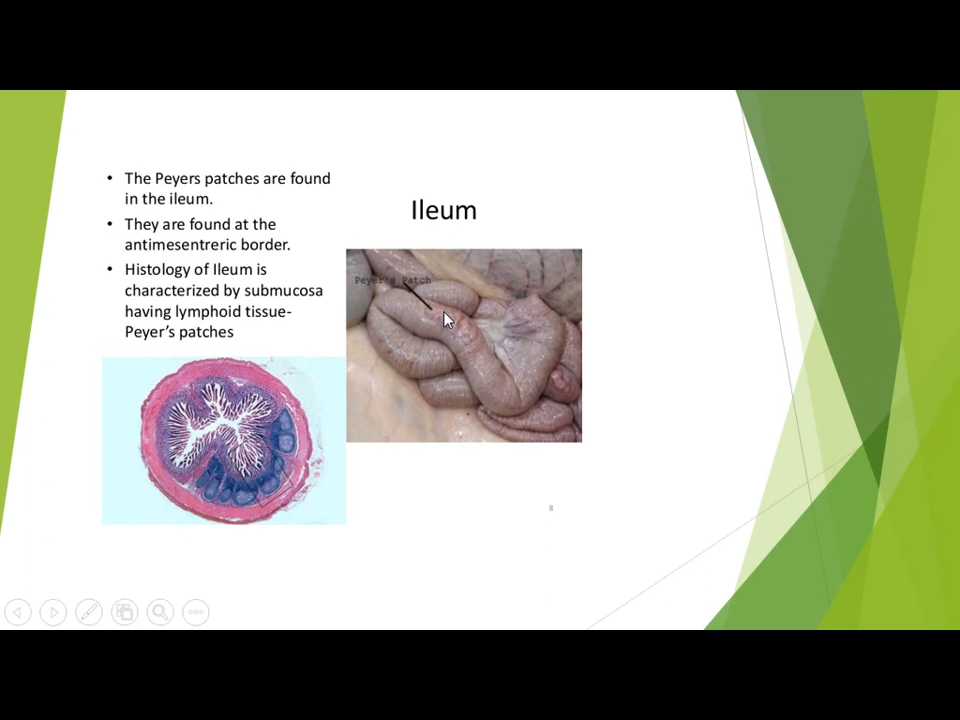 • The Peyers patches are found
in the ileum.
• They are found at the
antimesentreric border.
• Histology of Ileum is
characterized by submucosa
having lymphoid tissue-
Peyer’s patches
Ileum
Peyer's Patch
8